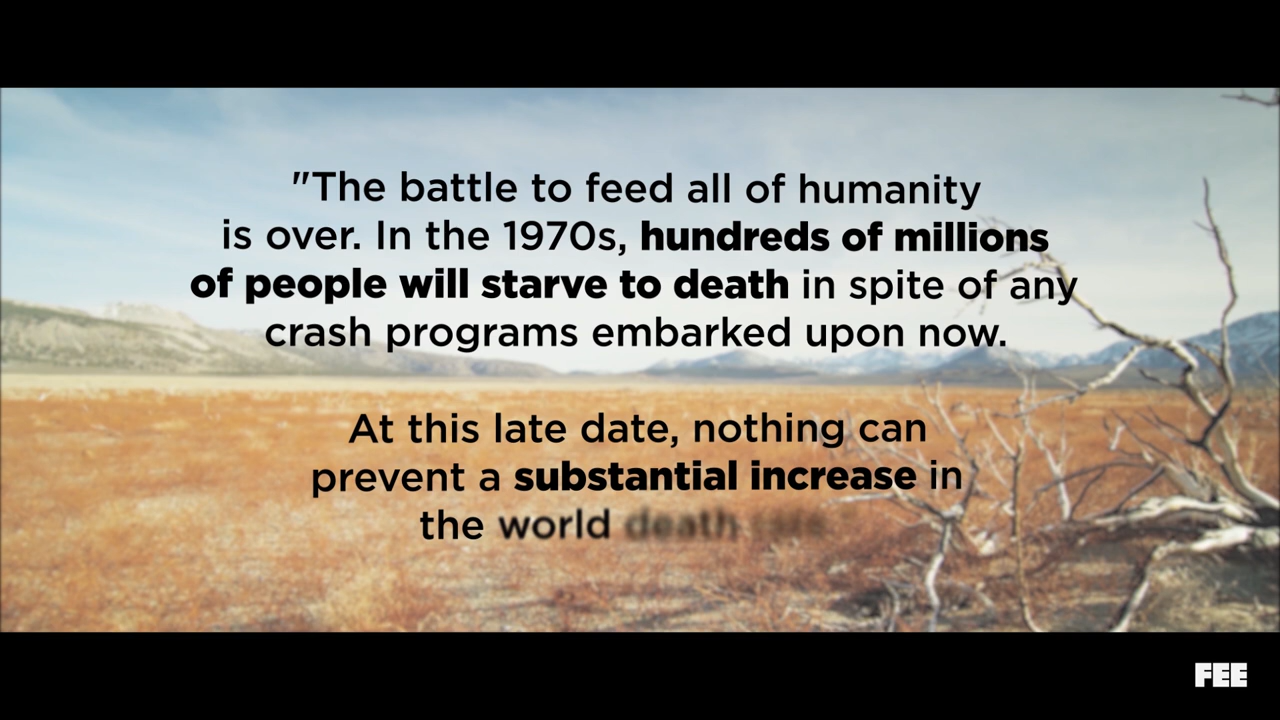 "The battle to feed all of humanity
is over. In the 1970s, hundreds of millions
of people will starve to death in spite of any
crash programs embarked upon now.
At this late date, nothing can
prevent a substantial increase in
the world death
FEE